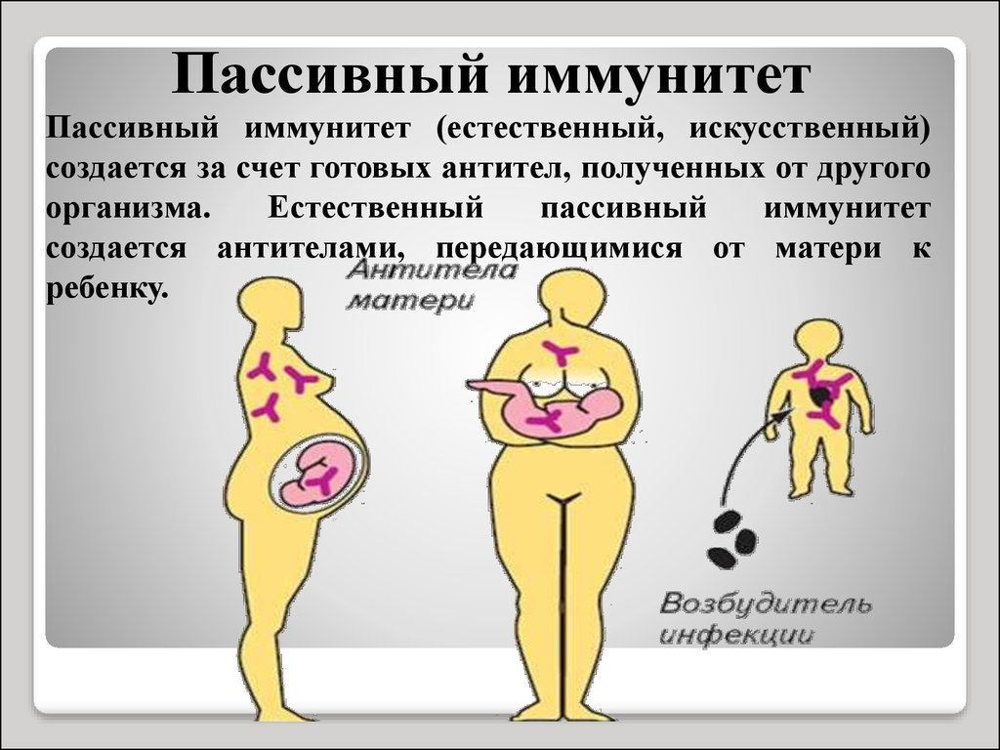 Пассивный иммунитет
Пассивный иммунитет (естественный, искусственный)
создается за счет готовых антител, полученных от другого
организма. Естественный пассивный иммунитет
создается антителами, передающимися от матери к
ребенку.
Антитела
матери
Возбудитель
инфекции